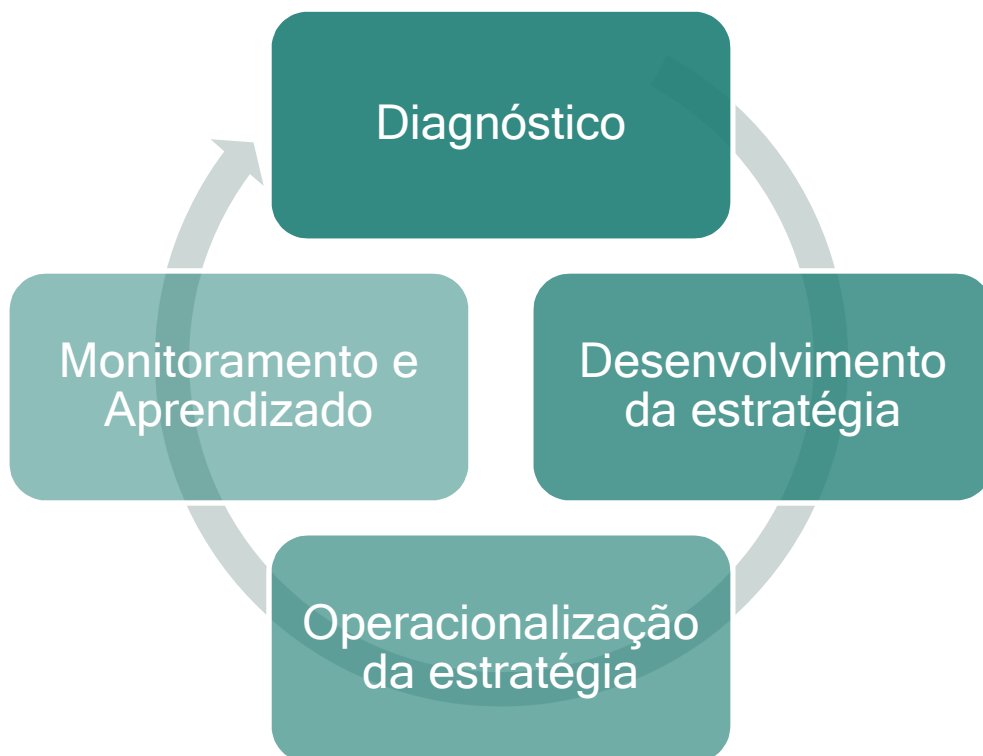 Diagnóstico
Desenvolvimento
da estratégia
Operacionalização
da estratégia
Monitoramento e
Aprendizado